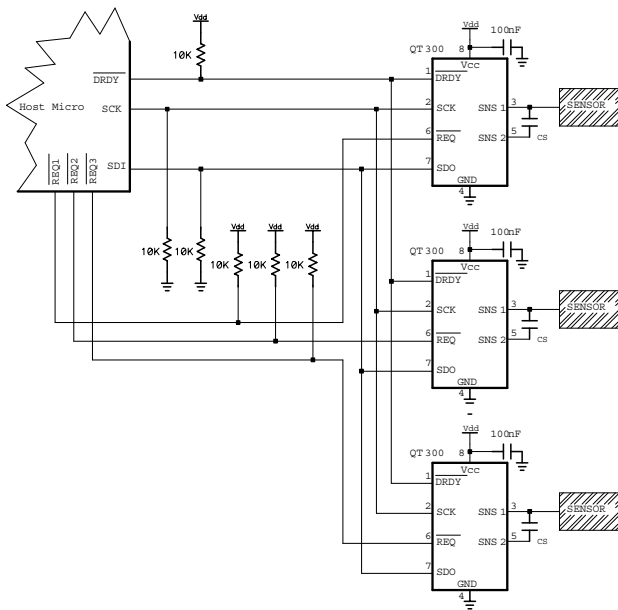 Host Micro
DRDY
SCK
SDI
REQ1
REQ2
REQ3
Vdd
10K
10K
10K
Vdd
10K
Vdd
10K
Vdd
10K
Vdd
100nF
QT300
8
Vcc
1 DRDY
2 SCK
6 REQ
7 SDO
SNS 1 3
SNS 2 5
GND
4
CS
SENSOR
Vdd
100nF
QT300
8
Vcc
1 DRDY
2 SCK
6 REQ
7 SDO
SNS 1 3
SNS 2 5
GND
4
CS
SENSOR
Vdd
100nF
QT300
8
Vcc
1 DRDY
2 SCK
6 REQ
7 SDO
SNS 1 3
SNS 2 5
GND
4
CS
SENSOR